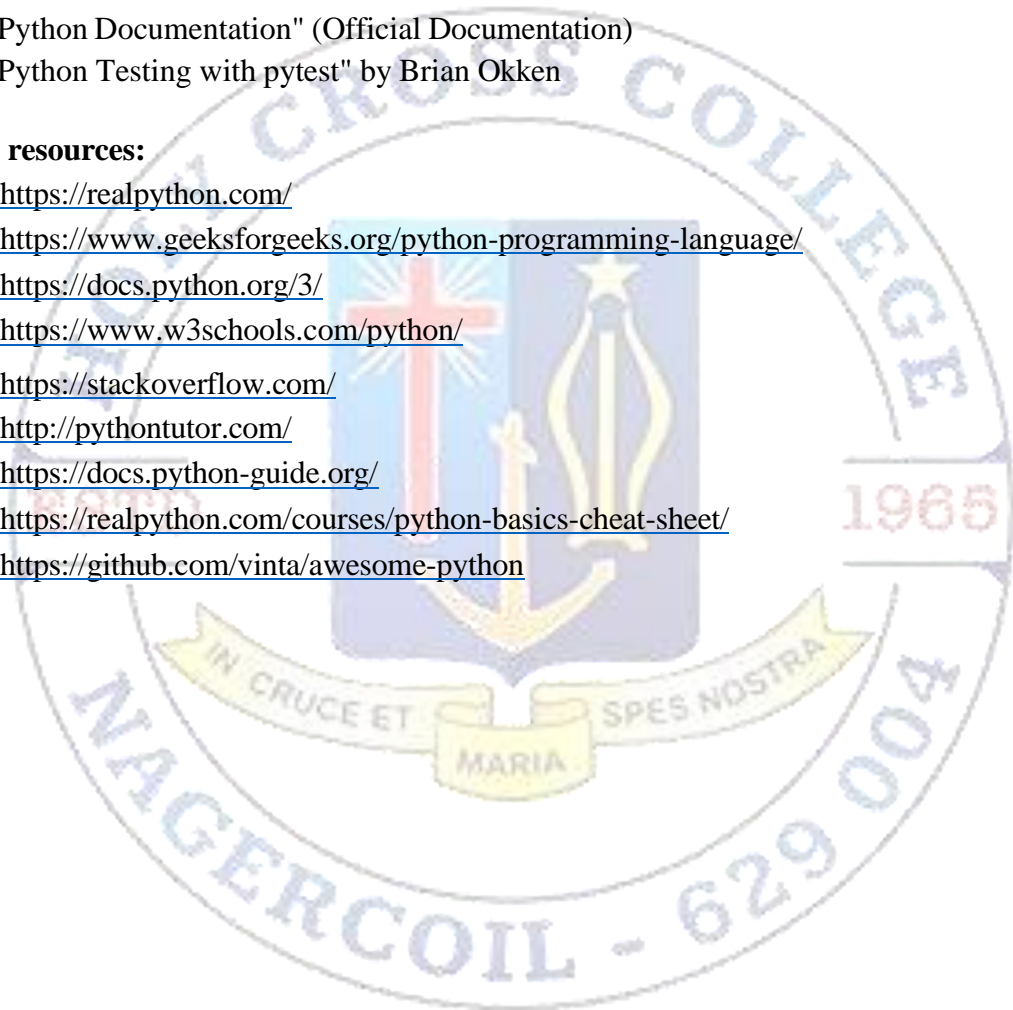 Python Documentation" (Official Documentation)
Python Testing with pytest" by Brian Okken
resources:
https://realpython.com/
https://www.geeksforgeeks.org/python-programming-language/
https://docs.python.org/3/
https://www.w3schools.com/python/
https://stackoverflow.com/
http://pythontutor.com/
https://docs.python-guide.org/
https://realpython.com/courses/python-basics-cheat-sheet/
https://github.com/vinta/awesome-python
HOLY CROSS COLLEGE
ESTD 1965
IN CRUCE ET MARIA SPES NOSTRA
NAGERCOIL - 629 004